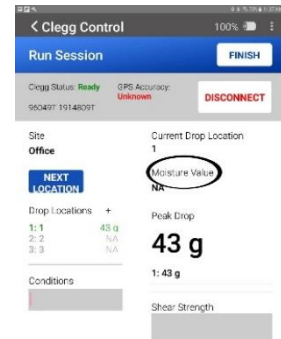 < Clegg Control 100%
Run Session FINISH
Clegg Status: Ready
GPS Accuracy:
Unknown
DISCONNECT
Site
Office
Current Drop Location
1
NEXT
LOCATION
Moisture Value
NA
Drop Locations +
1: 1 43 g
2: 2 NA
3: 3 NA
Peak Drop
43 g
1: 43 g
Conditions
Shear Strength